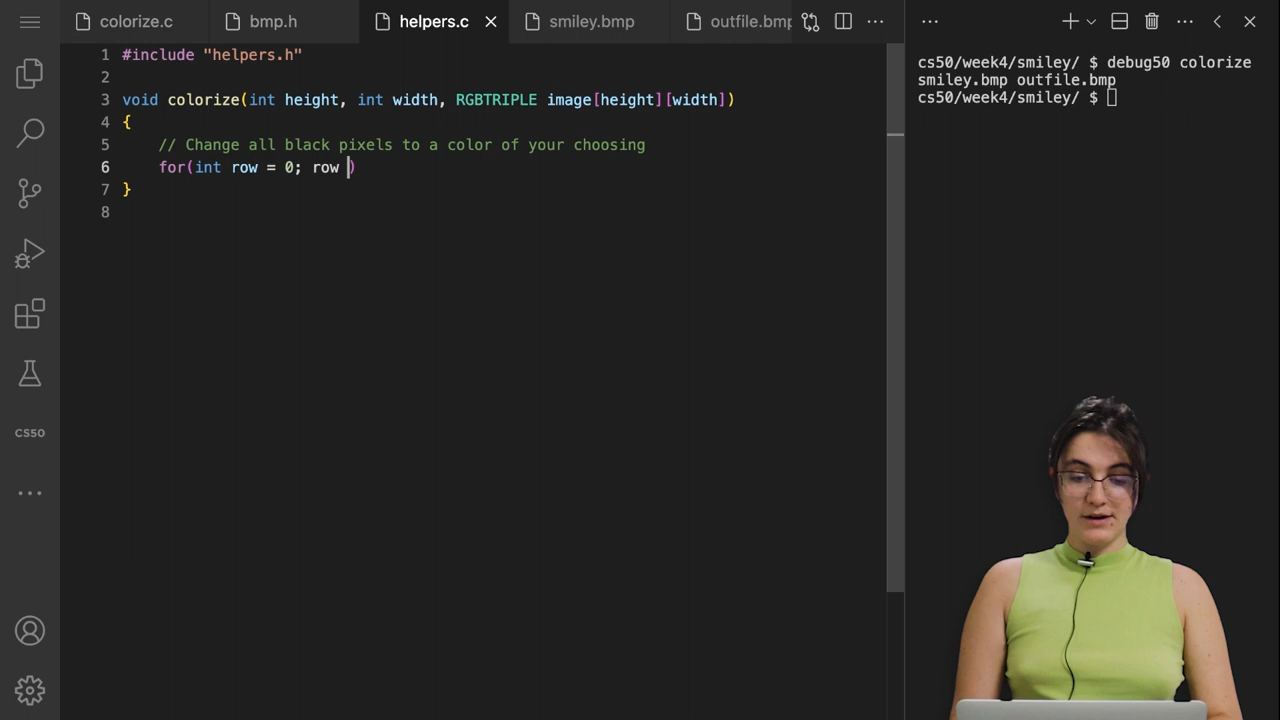 colorize.c bmp.h helpers.c smiley.bmp outfile.bmp
1 #include "helpers.h"
2
3 void colorize(int height, int width, RGBTRIPLE image[height][width])
4 {
5 // Change all black pixels to a color of your choosing
6 for(int row = 0; row )
7 }
8
CS50
cs50/week4/smiley/ $ debug50 colorize
smiley.bmp outfile.bmp
cs50/week4/smiley/ $